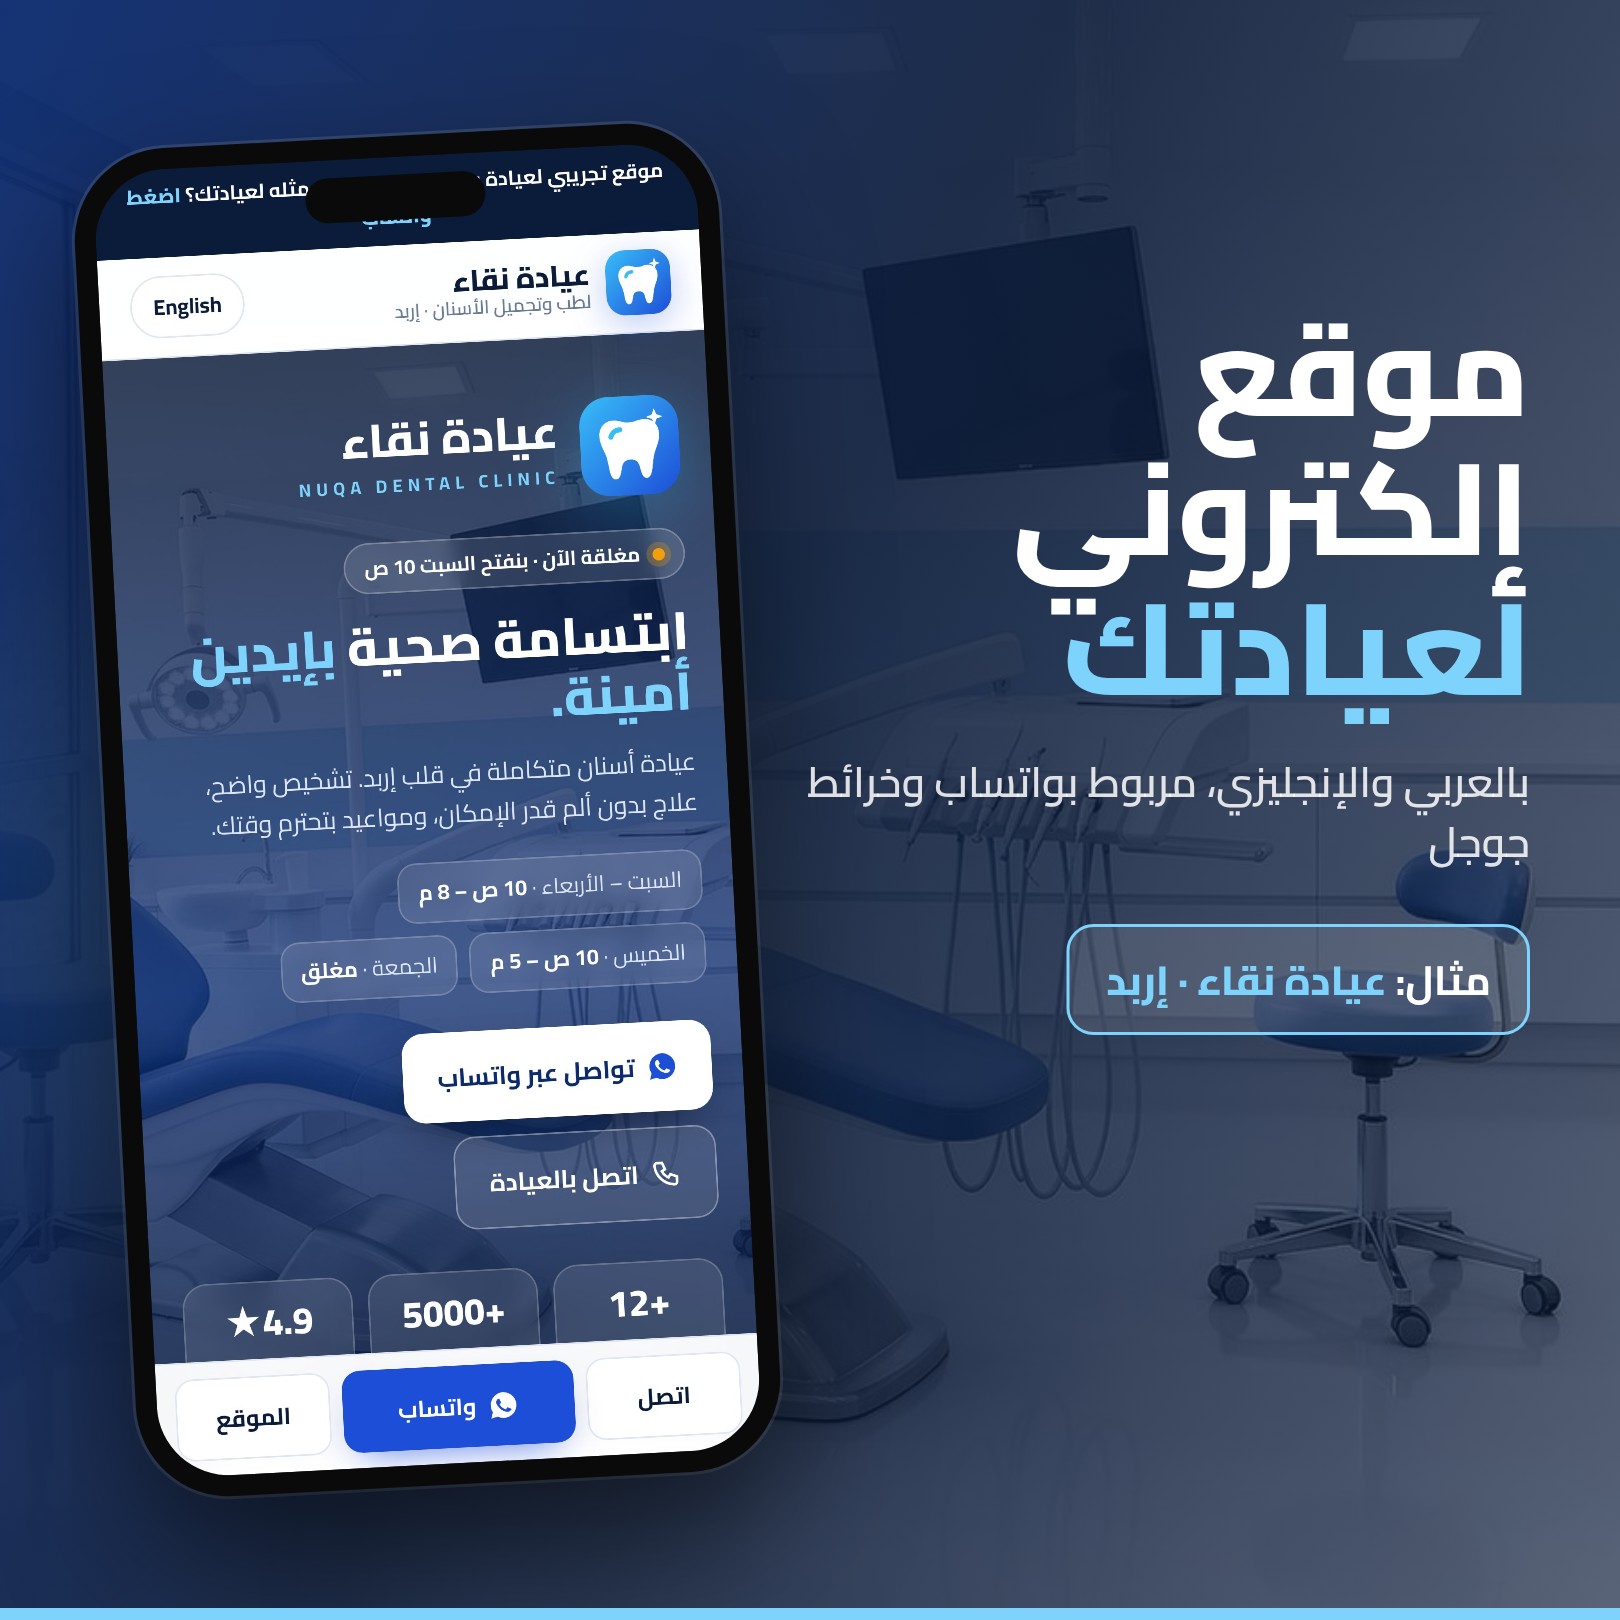 موقع
إلكتروني
لعيادتك
بالعربي والإنجليزي، مربوط بواتساب وخرائط
جوجل
مثال: عيادة نقاء · إربد
موقع تجريبي لعيادة
مثله لعيادتك؟ اضغط
واتساب
عيادة نقاء
لطب وتجميل الأسنان · إربد
English
عيادة نقاء
NUQA DENTAL CLINIC
مغلقة الآن · بنفتح السبت 10 ص
إبتسامة صحية بإيدين
أمينة.
عيادة أسنان متكاملة في قلب إربد. تشخيص واضح،
علاج بدون ألم قدر الإمكان، ومواعيد بتحترم وقتك.
السبت – الأربعاء · 10 ص – 8 م
الخميس · 10 ص – 5 م
الجمعة · مغلق
تواصل عبر واتساب
اتصل بالعيادة
12+
5000+
4.9★
اتصل
واتساب
الموقع